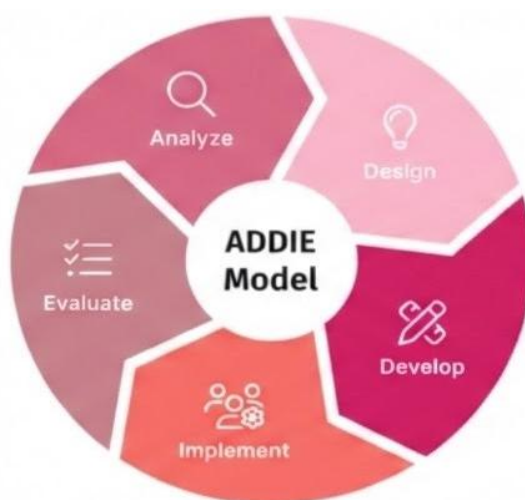 Analyze
Design
ADDIE
Model
Evaluate
Develop
Implement